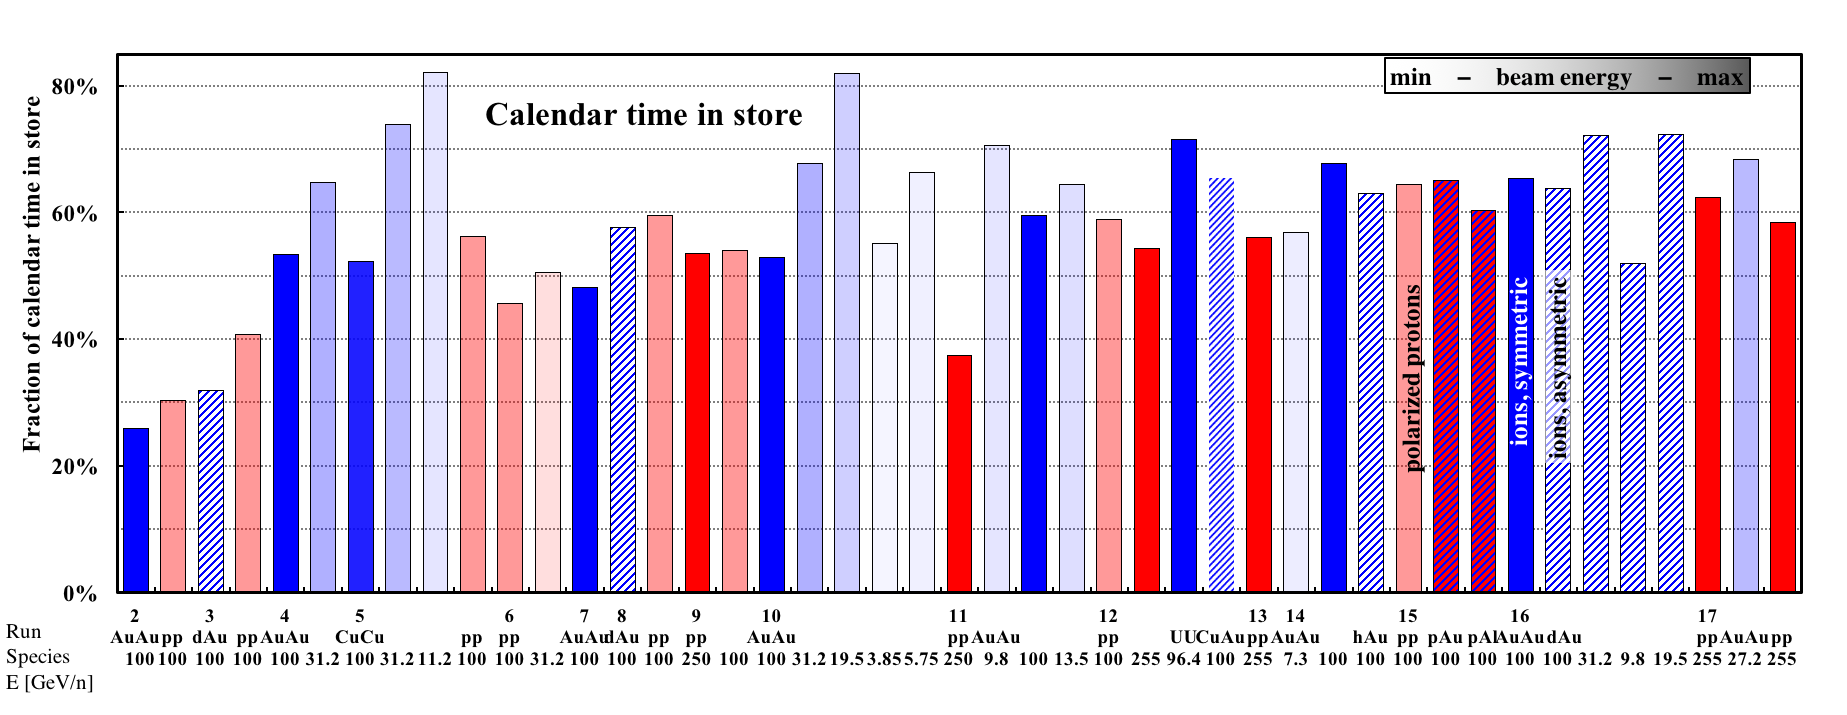 min – beam energy – max
80%
Calendar time in store
60%
40%
20%
0%
Fraction of calendar time in store
polarized protons
ions, symmetric
ions, asymmetric
2 3 4 5 6 7 8 9 10 11 12 13 14 15 16 17
Run
AuAu pp dAu pp AuAu CuCu pp pp AuAu dAu pp pp AuAu pp AuAu pp UU CuAu pp AuAu hAu pp pAu pAl AuAu dAu pp AuAu pp
Species
100 100 100 100 100 31.2 100 31.2 11.2 100 100 31.2 100 100 100 250 100 100 31.2 19.5 3.85 5.75 250 9.8 100 13.5 100 255 96.4 100 255 7.3 100 100 100 100 100 100 100 31.2 9.8 19.5 255 27.2 255
E [GeV/n]